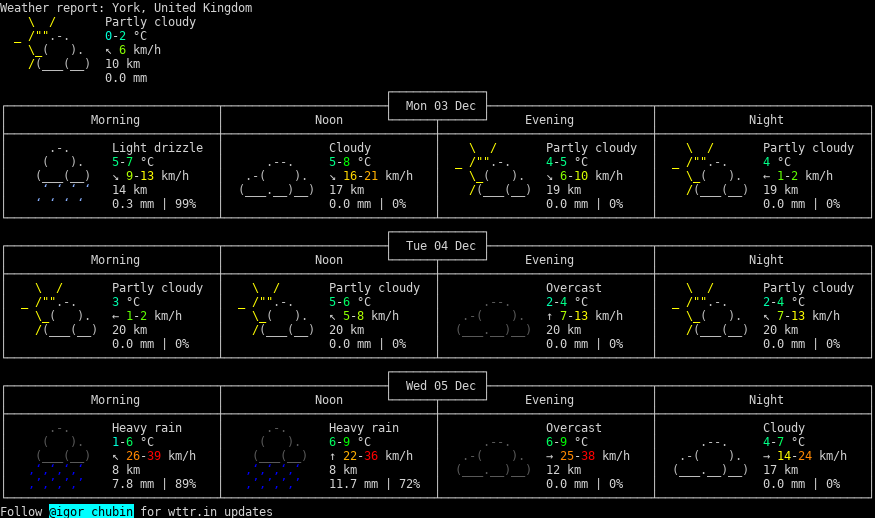 Weather report: York, United Kingdom
Partly cloudy
0-2 °C
↖ 6 km/h
10 km
0.0 mm
Mon 03 Dec
Morning Noon Evening Night
Light drizzle Cloudy Partly cloudy Partly cloudy
5-7 °C 5-8 °C 4-5 °C 4 °C
↘ 9-13 km/h ↘ 16-21 km/h ↘ 6-10 km/h ← 1-2 km/h
14 km 17 km 19 km 19 km
0.3 mm | 99% 0.0 mm | 0% 0.0 mm | 0% 0.0 mm | 0%
Tue 04 Dec
Morning Noon Evening Night
Partly cloudy Partly cloudy Overcast Partly cloudy
3 °C 5-6 °C 2-4 °C 2-4 °C
← 1-2 km/h ↖ 5-8 km/h ↑ 7-13 km/h ↖ 7-13 km/h
20 km 20 km 20 km 20 km
0.0 mm | 0% 0.0 mm | 0% 0.0 mm | 0% 0.0 mm | 0%
Wed 05 Dec
Morning Noon Evening Night
Heavy rain Heavy rain Overcast Cloudy
1-6 °C 6-9 °C 6-9 °C 4-7 °C
↖ 26-39 km/h ↑ 22-36 km/h → 25-38 km/h → 14-24 km/h
8 km 8 km 12 km 17 km
7.8 mm | 89% 11.7 mm | 72% 0.0 mm | 0% 0.0 mm | 0%
Follow @igor_chubin for wttr.in updates